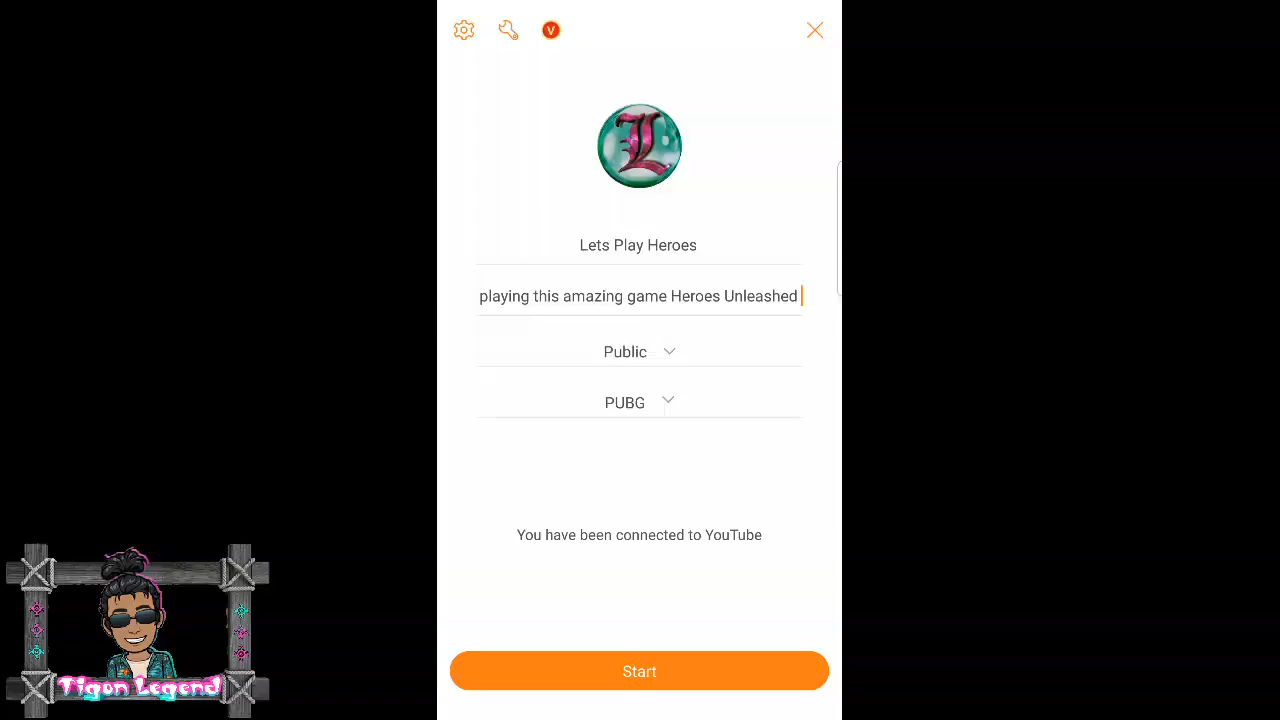 V
L
Lets Play Heroes
playing this amazing game Heroes Unleashed
Public
PUBG
You have been connected to YouTube
Start
Tigon Legend